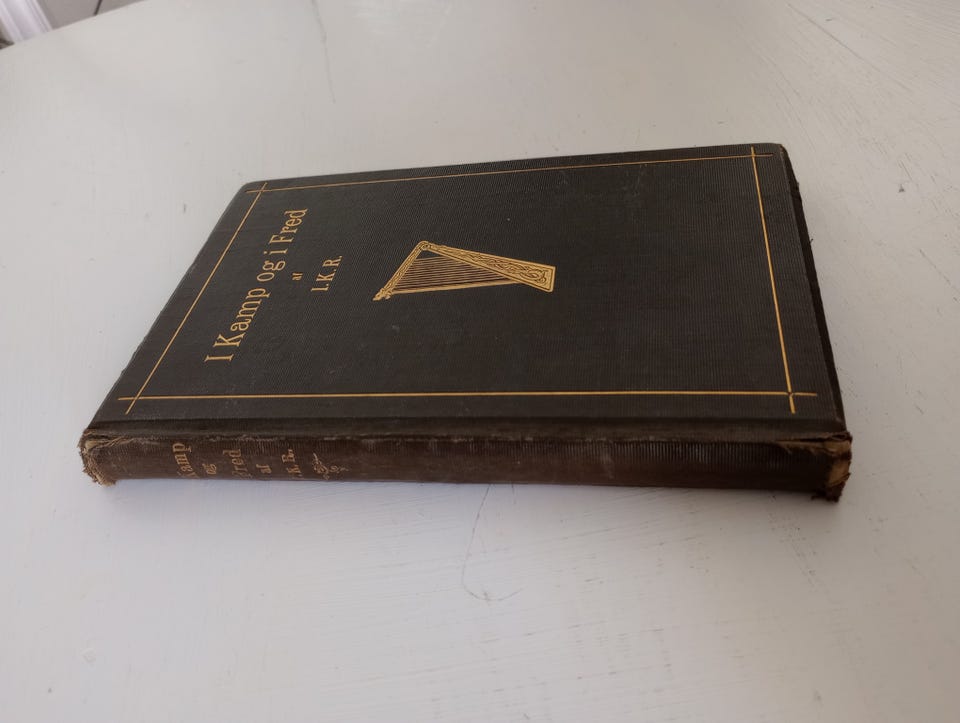 I Kamp og i Fred
af
I. K. R.
Kamp
og
Fred
af
K. R.